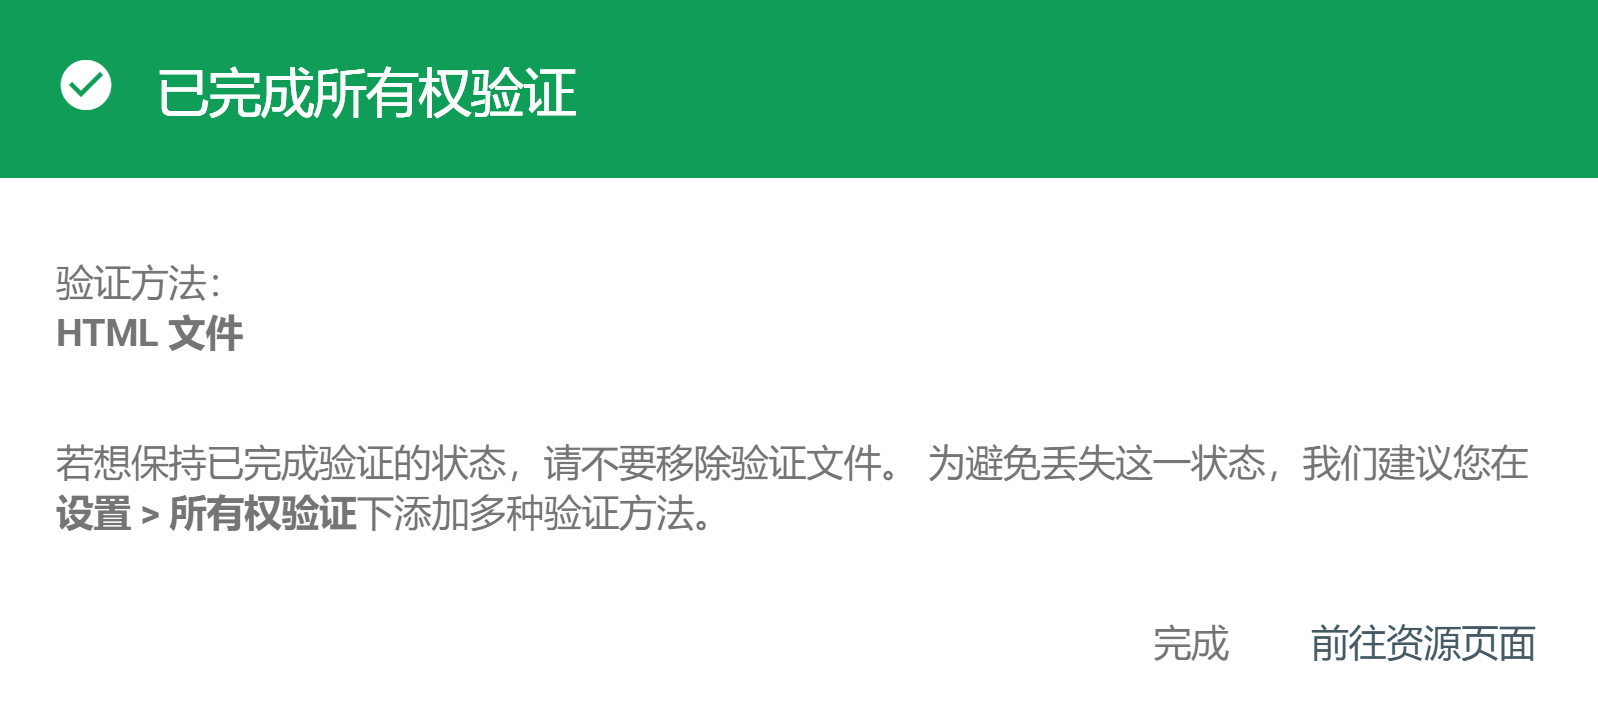 已完成所有权验证
验证方法：
HTML 文件
若想保持已完成验证的状态，请不要移除验证文件。 为避免丢失这一状态，我们建议您在
设置 > 所有权验证下添加多种验证方法。
完成 前往资源页面